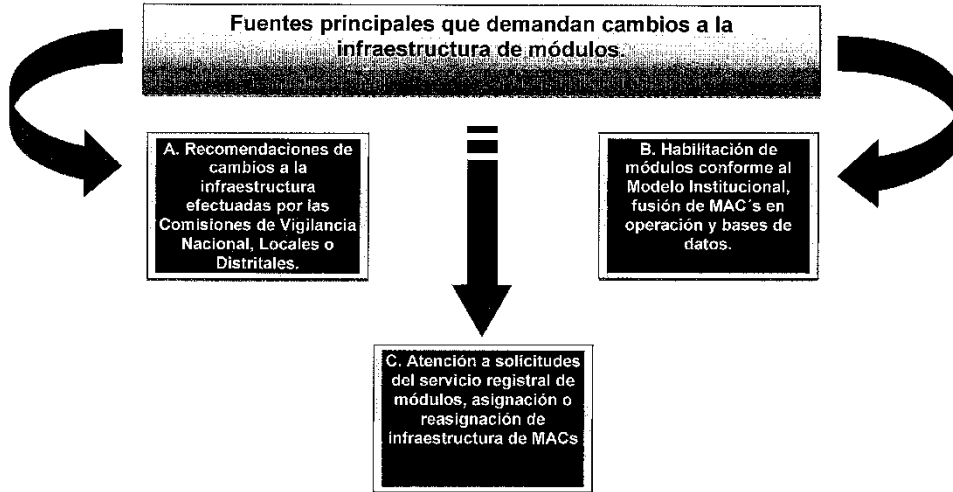 Fuentes principales que demandan cambios a la
infraestructura de módulos.
A. Recomendaciones de
cambios a la
infraestructura
efectuadas por las
Comisiones de Vigilancia
Nacional, Locales o
Distritales.
B. Habilitación de
módulos conforme al
Modelo Institucional,
fusión de MAC´s en
operación y bases de
datos.
C. Atención a solicitudes
del servicio registral de
módulos, asignación o
reasignación de
infraestructura de MACs